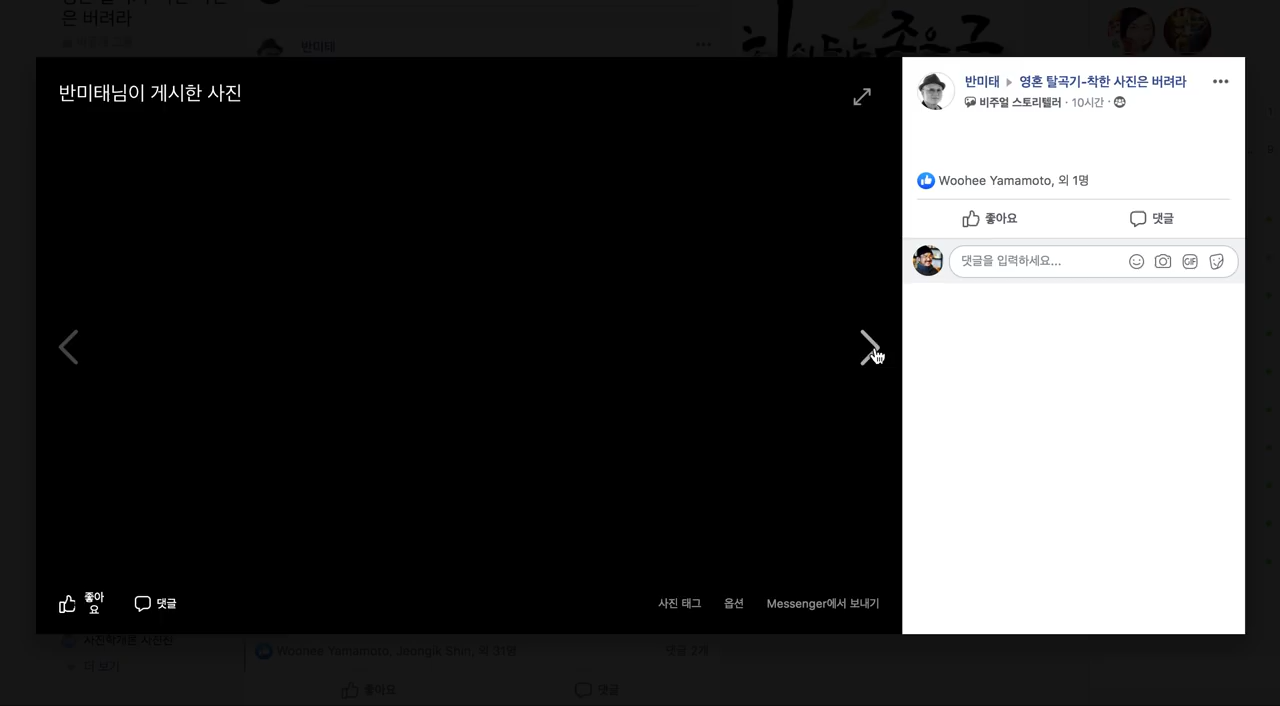 은 버려라
반미태
반미태님이 게시한 사진
반미태 ▶ 영혼 탈곡기-착한 사진은 버려라
비주얼 스토리텔러 · 10시간 ·
Woohee Yamamoto, 외 1명
좋아요 댓글
댓글을 입력하세요...
GIF
좋아
요
댓글
사진 태그 옵션 Messenger에서 보내기
더 보기
Woohee Yamamoto, Jeongik Shin, 외 31명 댓글 2개
좋아요 댓글